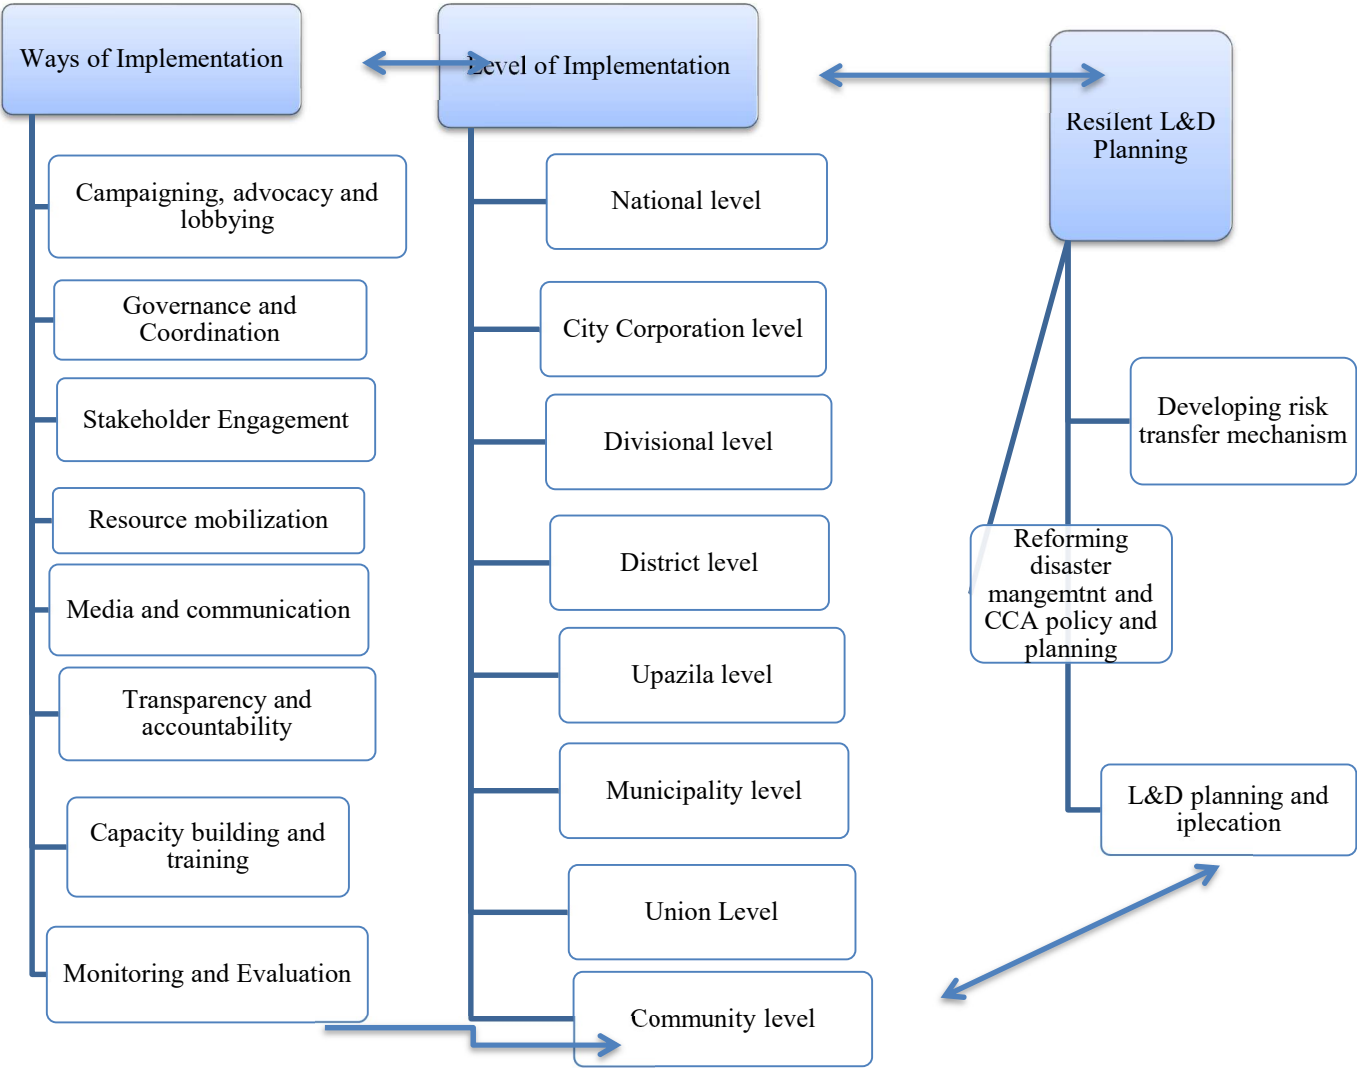 Ways of Implementation
Campaigning, advocacy and
lobbying
Governance and
Coordination
Stakeholder Engagement
Resource mobilization
Media and communication
Transparency and
accountability
Capacity building and
training
Monitoring and Evaluation
Level of Implementation
National level
City Corporation level
Divisional level
District level
Upazila level
Municipality level
Union Level
Community level
Resilent L&D
Planning
Developing risk
transfer mechanism
Reforming
disaster
mangemtnt and
CCA policy and
planning
L&D planning and
iplecation